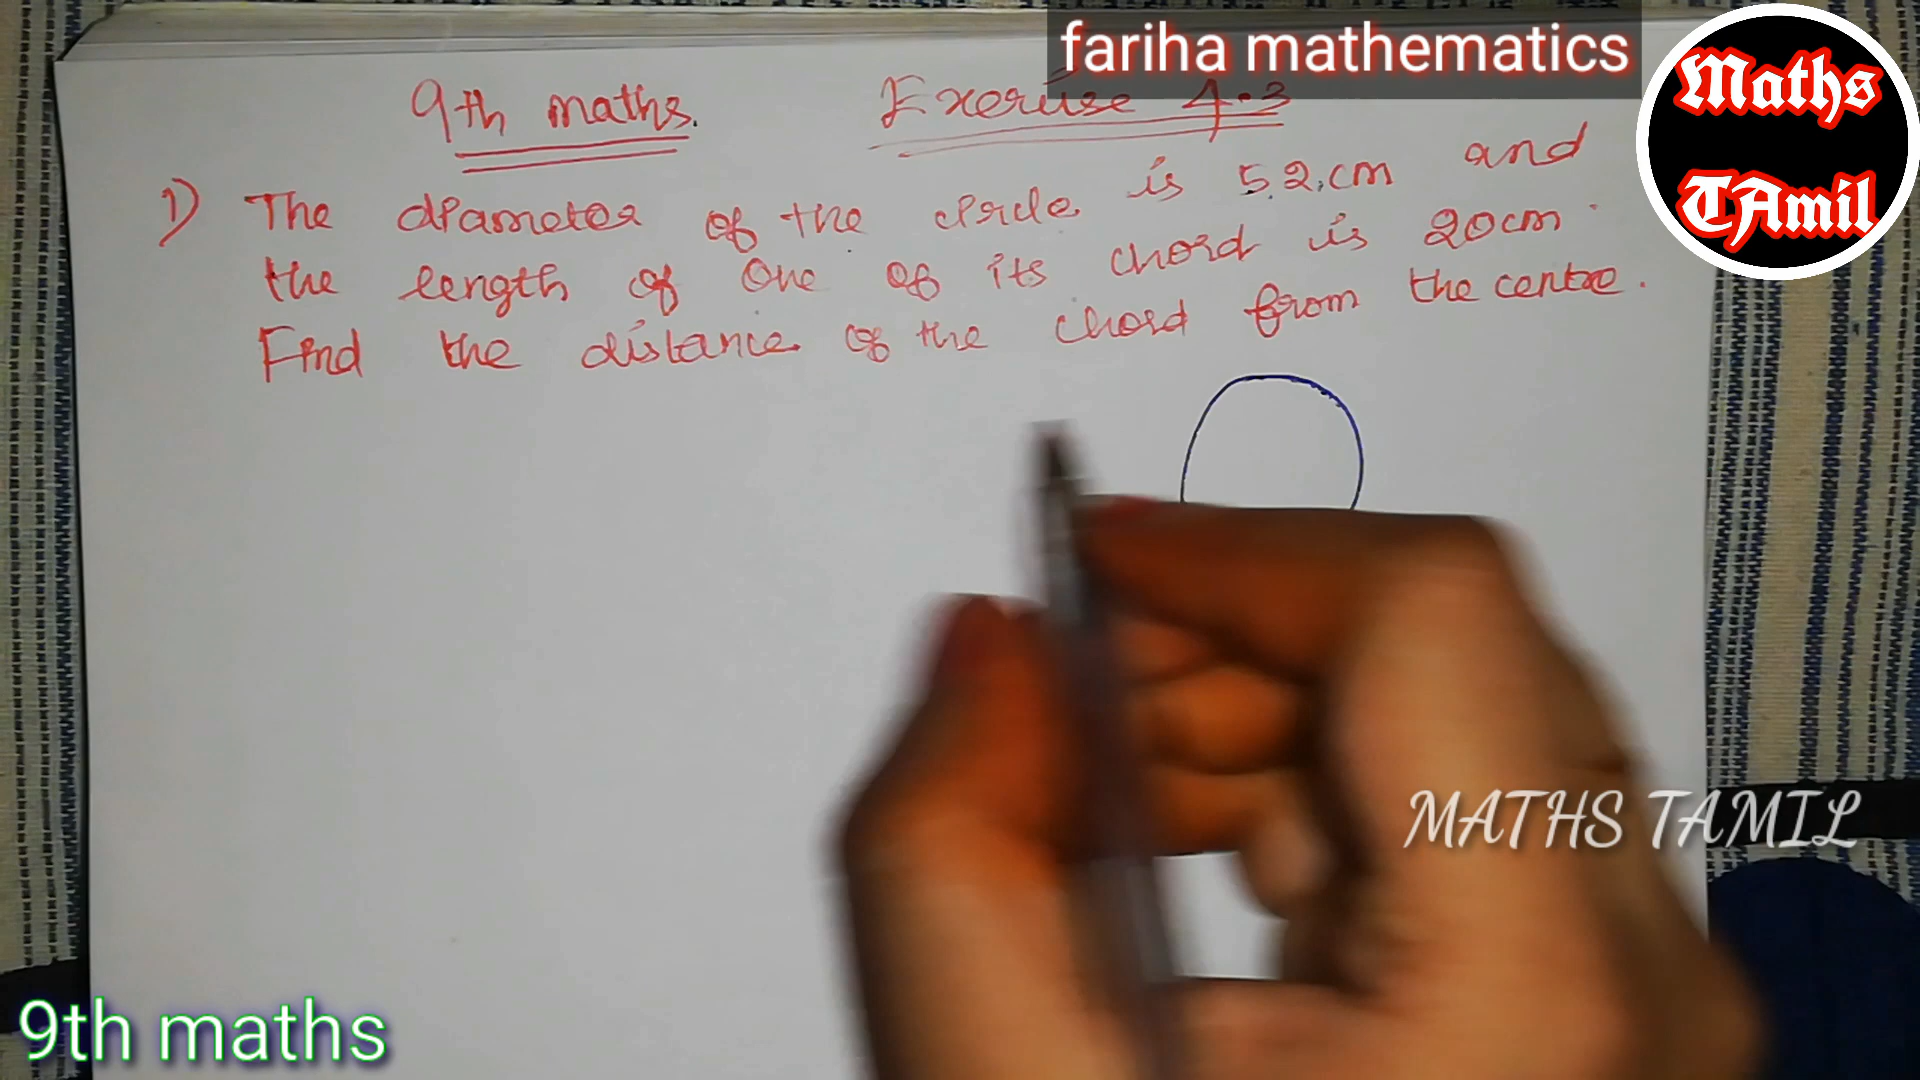 fariha mathematics
Maths
TAmil
9th maths. Exercise 4.3
1) The diameter of the circle is 52.cm and
the length of One of its chord is 20cm.
Find the distance of the chord from the centre.
MATHS TAMIL
9th maths